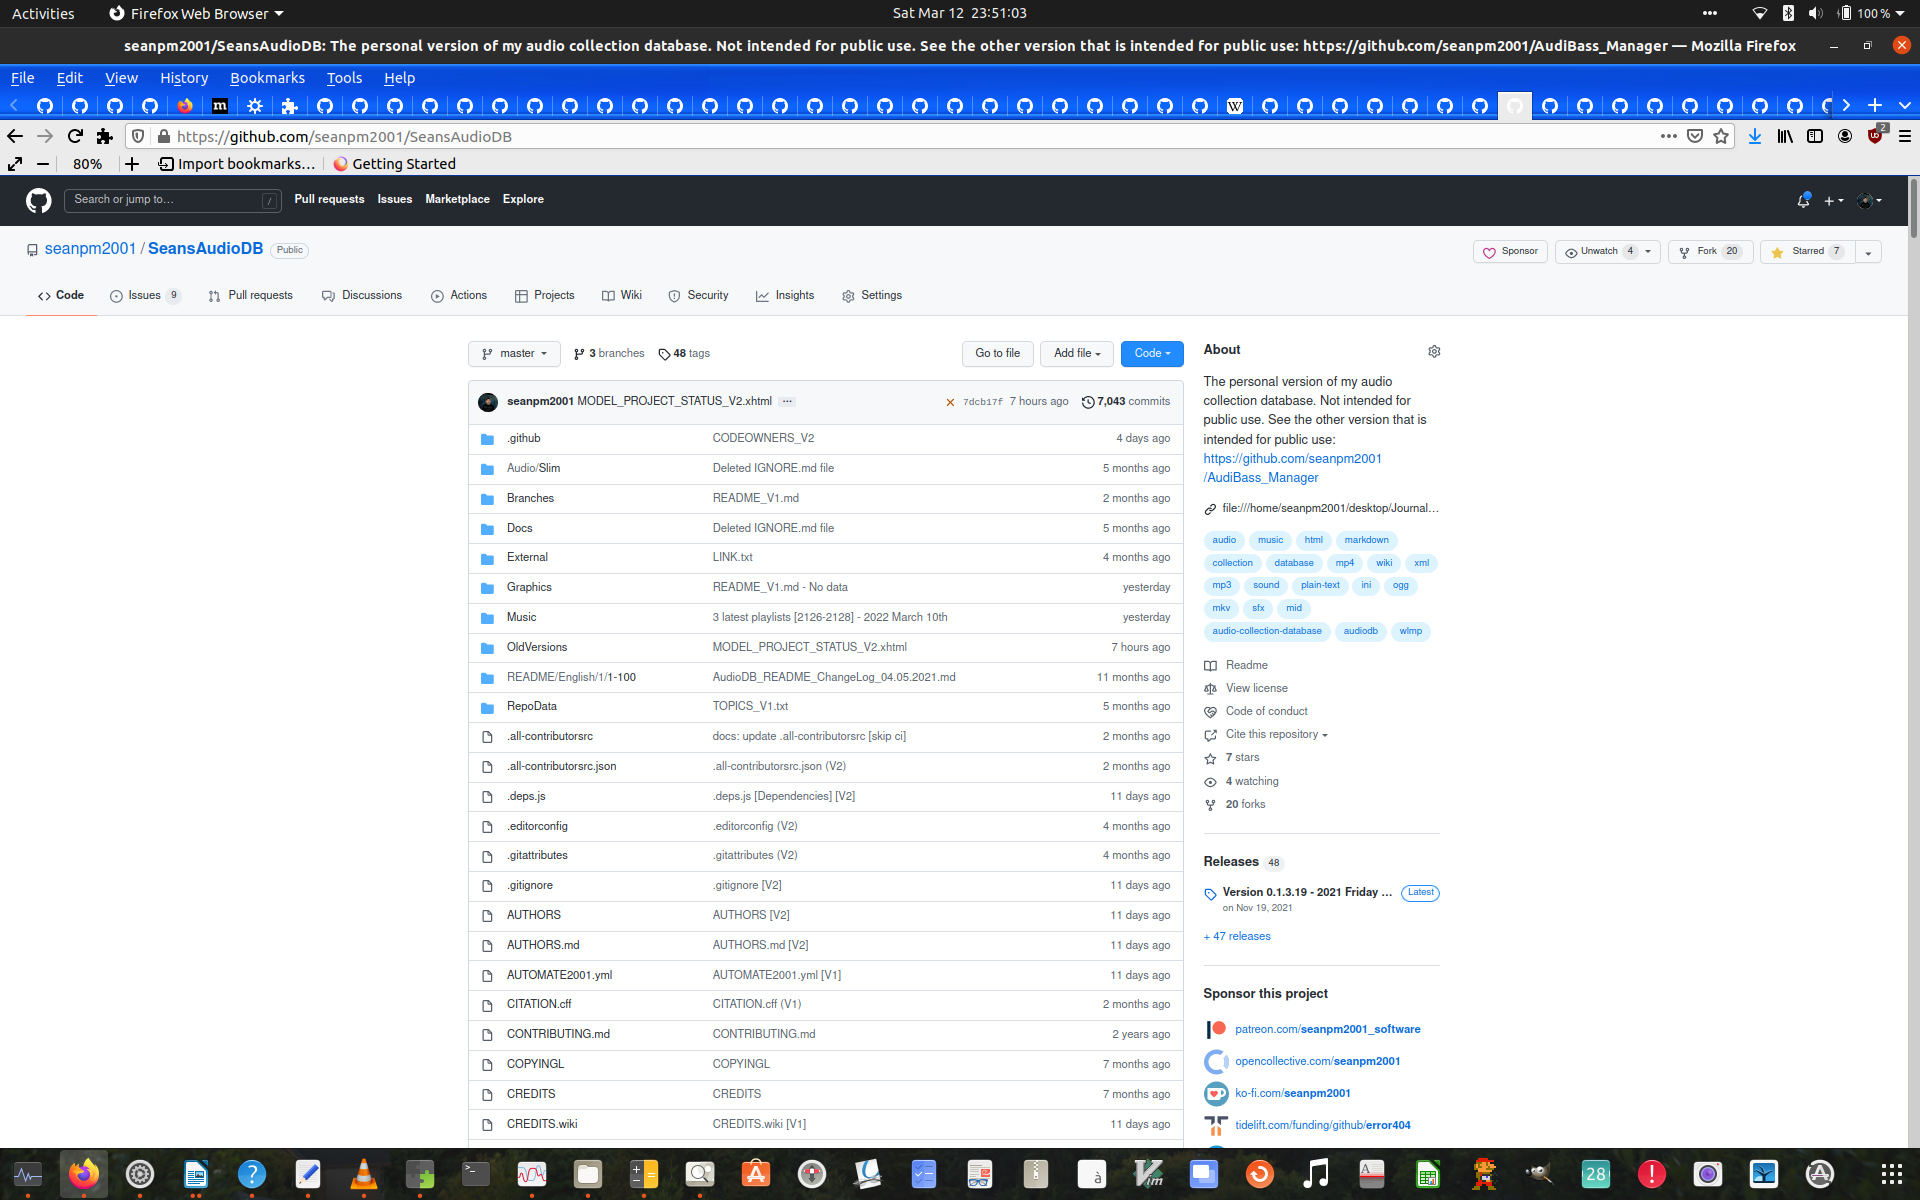 Activities Firefox Web Browser Sat Mar 12 23:51:03 100 %
seanpm2001/SeansAudioDB: The personal version of my audio collection database. Not intended for public use. See the other version that is intended for public use: https://github.com/seanpm2001/AudiBass_Manager — Mozilla Firefox
File Edit View History Bookmarks Tools Help
https://github.com/seanpm2001/SeansAudioDB 2
80% Import bookmarks… Getting Started
Search or jump to… / Pull requests Issues Marketplace Explore
seanpm2001 / SeansAudioDB Public Sponsor Unwatch 4 Fork 20 Starred 7
Code Issues 9 Pull requests Discussions Actions Projects Wiki Security Insights Settings
master 3 branches 48 tags Go to file Add file Code
seanpm2001 MODEL_PROJECT_STATUS_V2.xhtml ... 7dcb17f 7 hours ago 7,043 commits
.github CODEOWNERS_V2 4 days ago
Audio/Slim Deleted IGNORE.md file 5 months ago
Branches README_V1.md 2 months ago
Docs Deleted IGNORE.md file 5 months ago
External LINK.txt 4 months ago
Graphics README_V1.md - No data yesterday
Music 3 latest playlists [2126-2128] - 2022 March 10th yesterday
OldVersions MODEL_PROJECT_STATUS_V2.xhtml 7 hours ago
README/English/1/1-100 AudioDB_README_ChangeLog_04.05.2021.md 11 months ago
RepoData TOPICS_V1.txt 5 months ago
.all-contributorsrc docs: update .all-contributorsrc [skip ci] 2 months ago
.all-contributorsrc.json .all-contributorsrc.json (V2) 2 months ago
.deps.js .deps.js [Dependencies] [V2] 11 days ago
.editorconfig .editorconfig (V2) 4 months ago
.gitattributes .gitattributes (V2) 4 months ago
.gitignore .gitignore [V2] 11 days ago
AUTHORS AUTHORS [V2] 11 days ago
AUTHORS.md AUTHORS.md [V2] 11 days ago
AUTOMATE2001.yml AUTOMATE2001.yml [V1] 11 days ago
CITATION.cff CITATION.cff (V1) 2 months ago
CONTRIBUTING.md CONTRIBUTING.md 2 years ago
COPYINGL COPYINGL 7 months ago
CREDITS CREDITS 7 months ago
CREDITS.wiki CREDITS.wiki [V1] 11 days ago
About
The personal version of my audio
collection database. Not intended for
public use. See the other version that is
intended for public use:
https://github.com/seanpm2001
/AudiBass_Manager
file:///home/seanpm2001/desktop/Journal…
audio music html markdown
collection database mp4 wiki xml
mp3 sound plain-text ini ogg
mkv sfx mid
audio-collection-database audiodb wlmp
Readme
View license
Code of conduct
Cite this repository
7 stars
4 watching
20 forks
Releases 48
Version 0.1.3.19 - 2021 Friday ... Latest
on Nov 19, 2021
+ 47 releases
Sponsor this project
patreon.com/seanpm2001_software
opencollective.com/seanpm2001
ko-fi.com/seanpm2001
tidelift.com/funding/github/error404
28